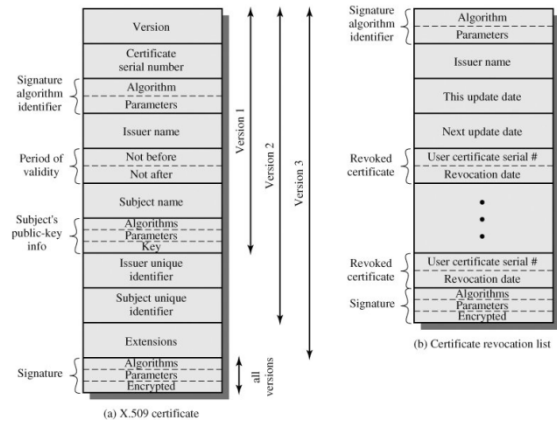 Version
Certificate
serial number
Signature
algorithm
identifier
Algorithm
Parameters
Issuer name
Period of
validity
Not before
Not after
Subject name
Subject's
public-key
info
Algorithms
Parameters
Key
Issuer unique
identifier
Subject unique
identifier
Extensions
Signature
Algorithms
Parameters
Encrypted
Version 1
Version 2
Version 3
all
versions
(a) X.509 certificate
Signature
algorithm
identifier
Algorithm
Parameters
Issuer name
This update date
Next update date
Revoked
certificate
User certificate serial #
Revocation date
Revoked
certificate
User certificate serial #
Revocation date
Signature
Algorithms
Parameters
Encrypted
(b) Certificate revocation list